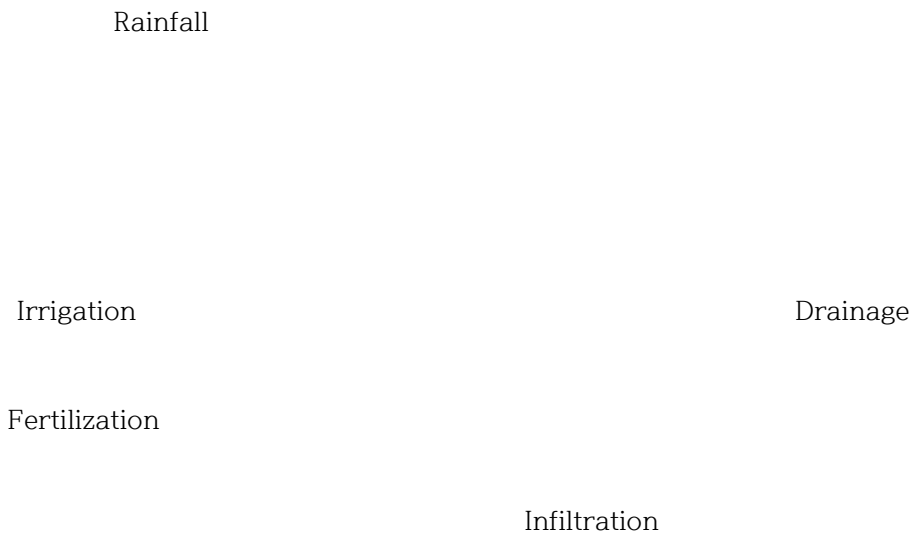 Rainfall
Irrigation
Drainage
Fertilization
Infiltration